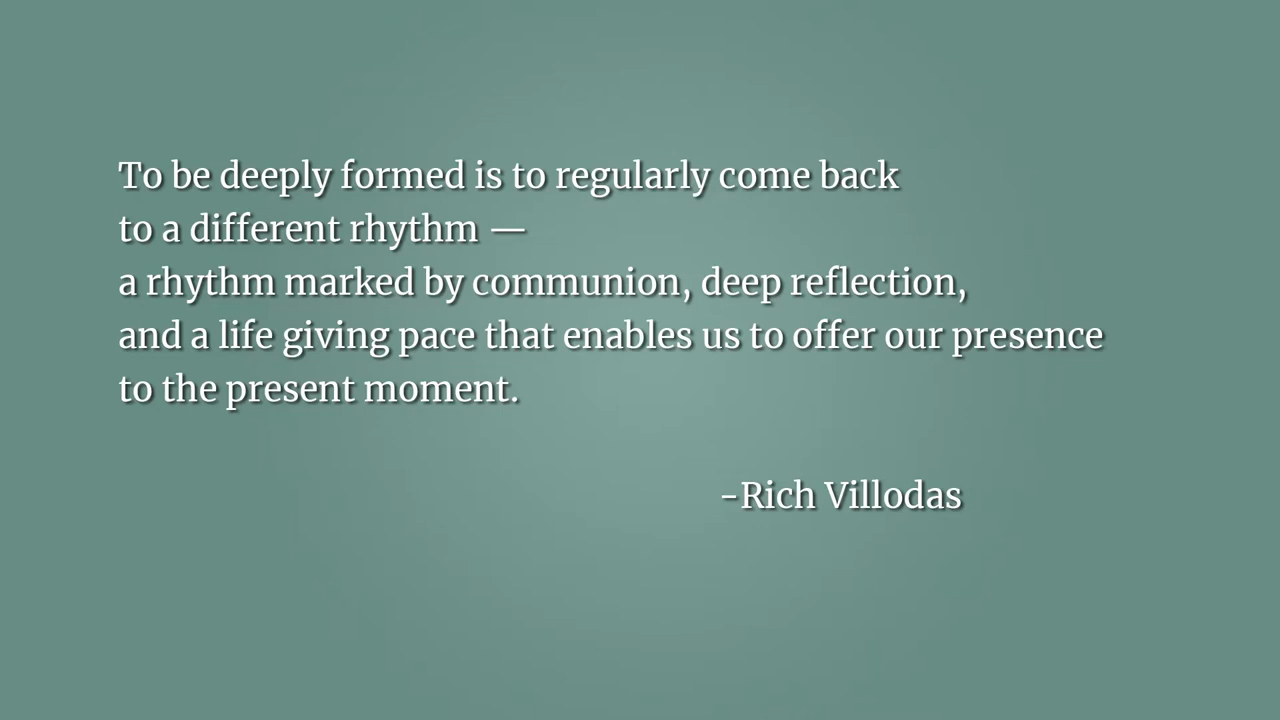 To be deeply formed is to regularly come back
to a different rhythm —
a rhythm marked by communion, deep reflection,
and a life giving pace that enables us to offer our presence
to the present moment.
-Rich Villodas